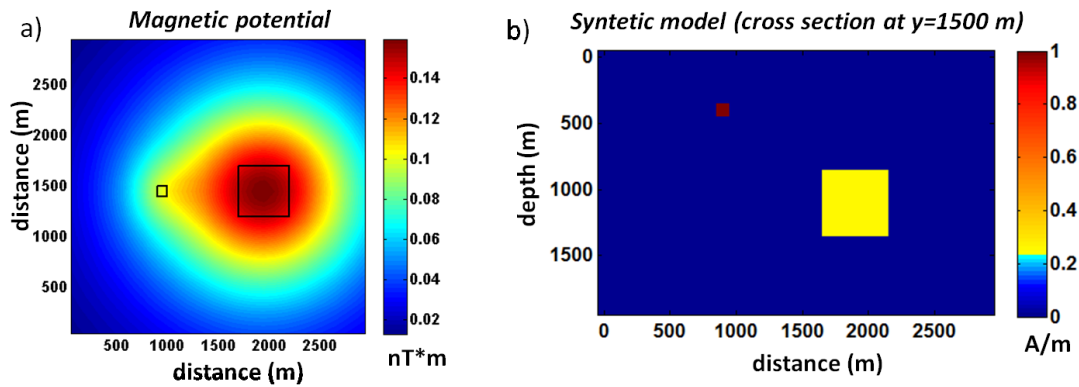 Magnetic potential
a)
2500
2000
1500
1000
500
500 1000 1500 2000 2500
distance (m)
distance (m)
0.14
0.12
0.1
0.08
0.06
0.04
0.02
nT*m
Syntetic model (cross section at y=1500 m)
b)
0
500
1000
1500
0 500 1000 1500 2000 2500
depth (m)
distance (m)
1
0.8
0.6
0.4
0.2
0
A/m